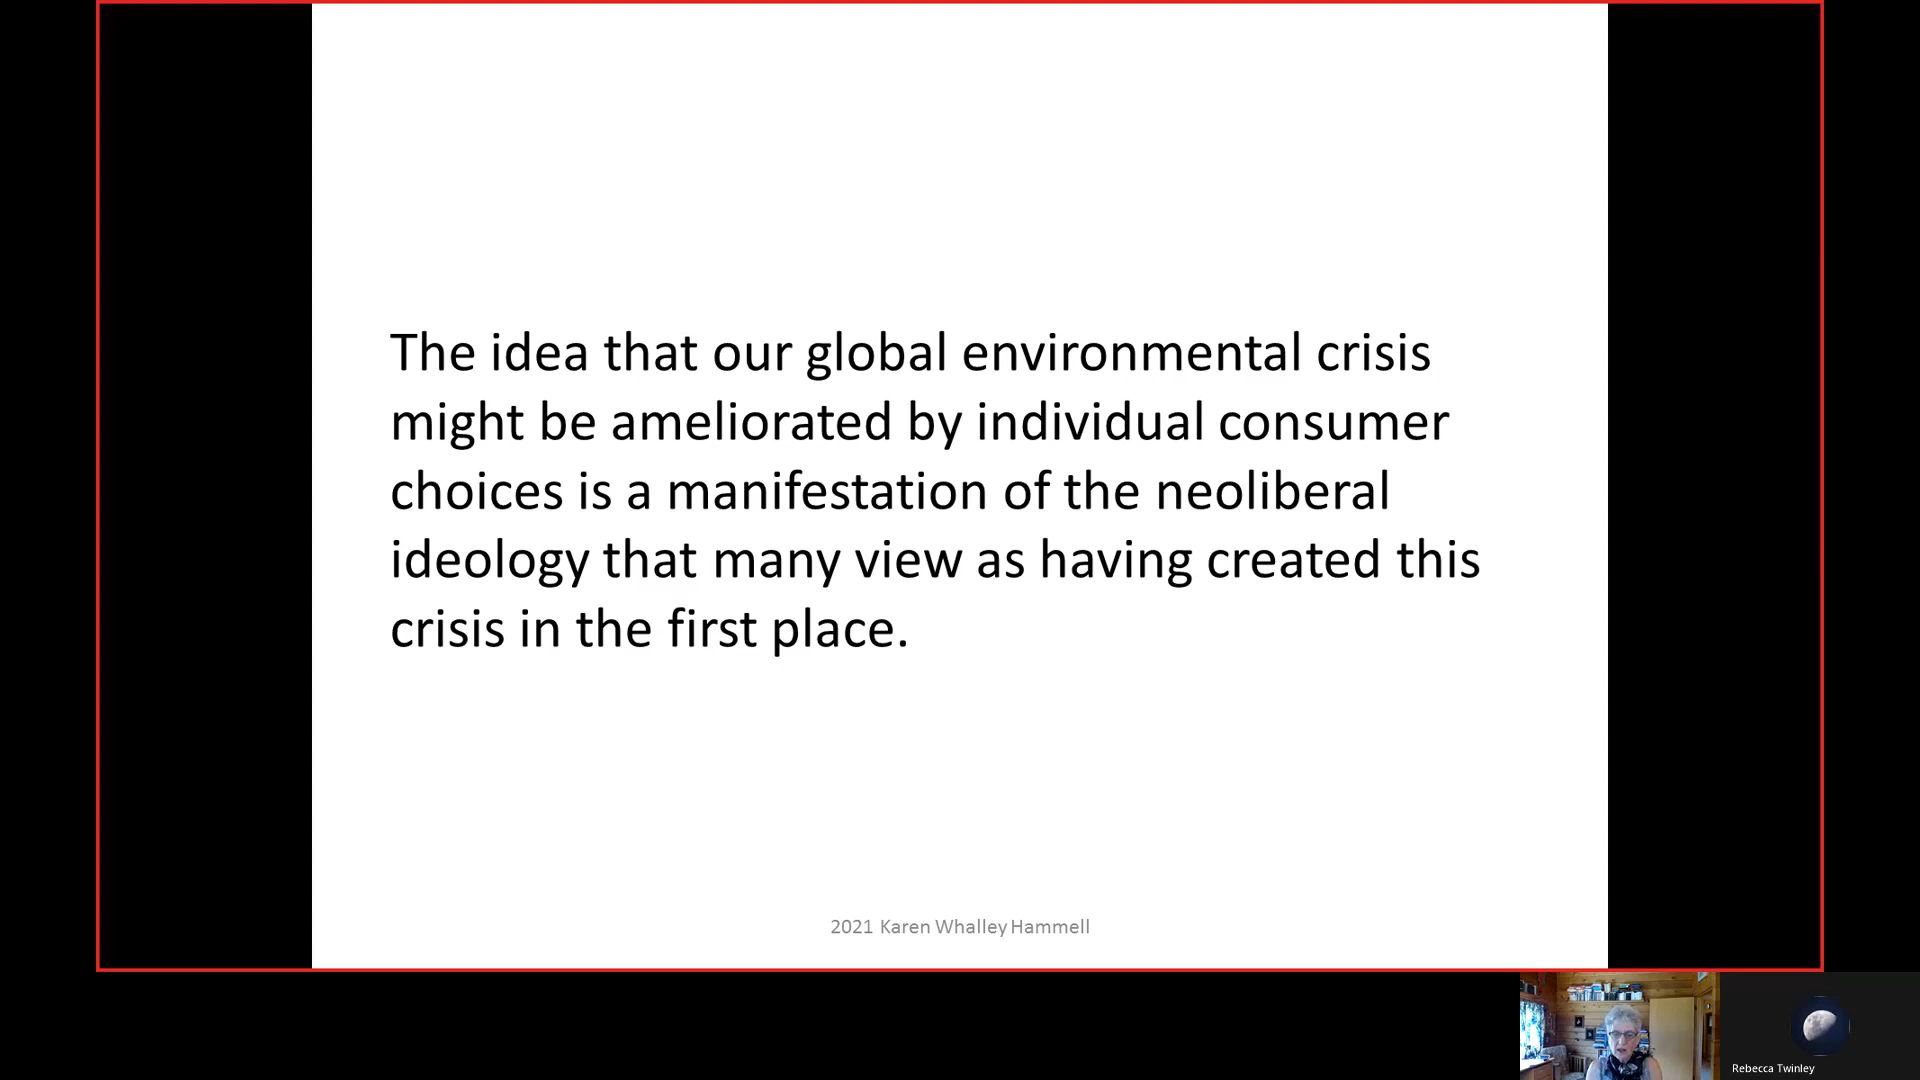 The idea that our global environmental crisis
might be ameliorated by individual consumer
choices is a manifestation of the neoliberal
ideology that many view as having created this
crisis in the first place.
2021 Karen Whalley Hammell
Rebecca Twinley